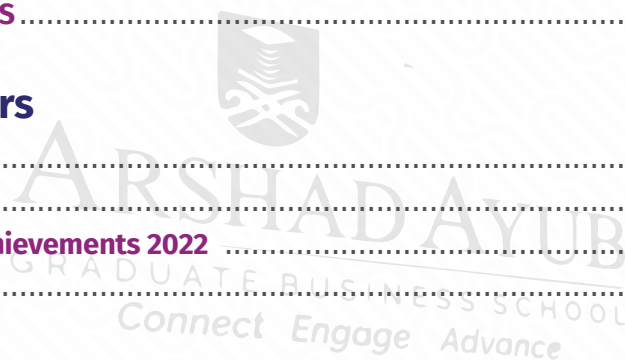 s ........................................................................
rs
........................................................................
........................................................................
hievements 2022 ........................................................................
........................................................................
ARSHAD AYUB
GRADUATE BUSINESS SCHOOL
Connect Engage Advance